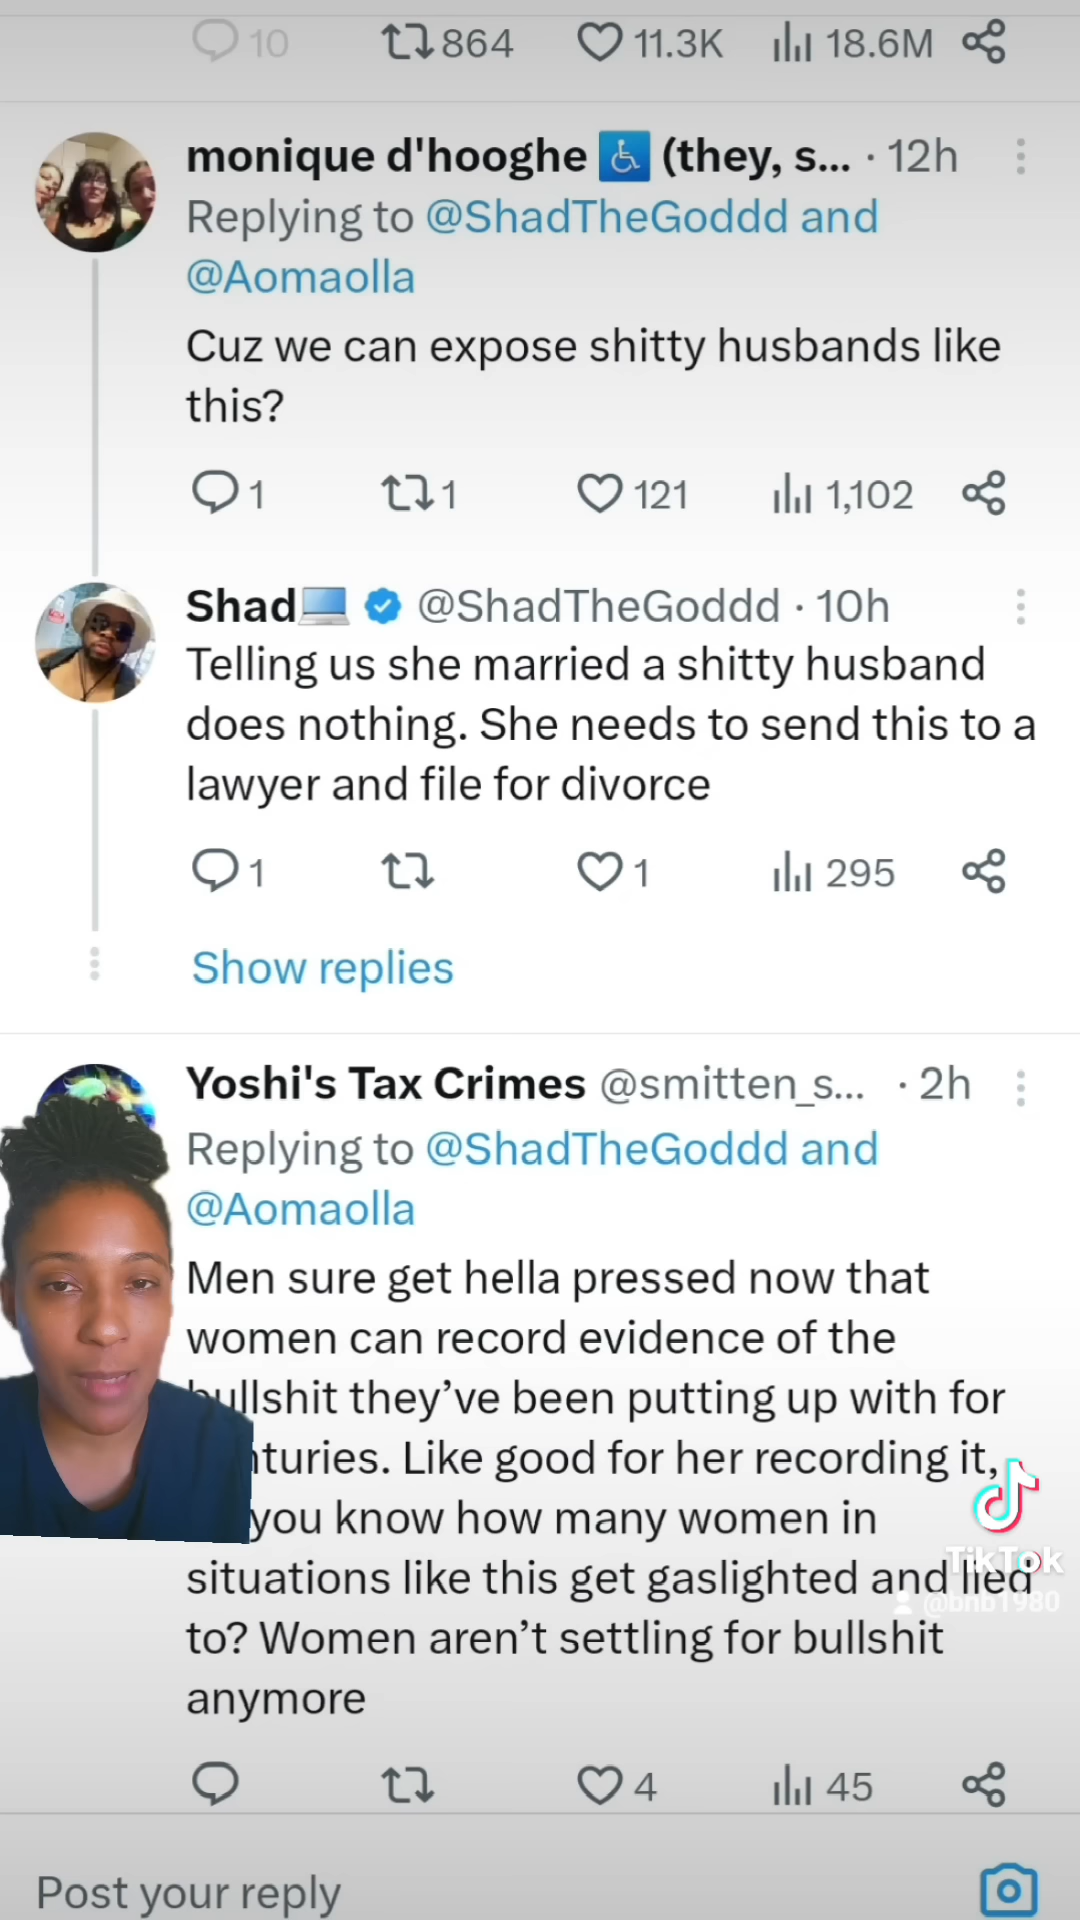 10 864 11.3K 18.6M
monique d'hooghe ♿ (they, s... · 12h
Replying to @ShadTheGoddd and
@Aomaolla
Cuz we can expose shitty husbands like
this?
1 1 121 1,102
Shad💻 @ShadTheGoddd · 10h
Telling us she married a shitty husband
does nothing. She needs to send this to a
lawyer and file for divorce
1 1 295
Show replies
Yoshi's Tax Crimes @smitten_s... · 2h
Replying to @ShadTheGoddd and
@Aomaolla
Men sure get hella pressed now that
women can record evidence of the
bullshit they’ve been putting up with for
nturies. Like good for her recording it,
you know how many women in
situations like this get gaslighted and lied
to? Women aren’t settling for bullshit
anymore
TikTok
@bnb1980
4 45
Post your reply